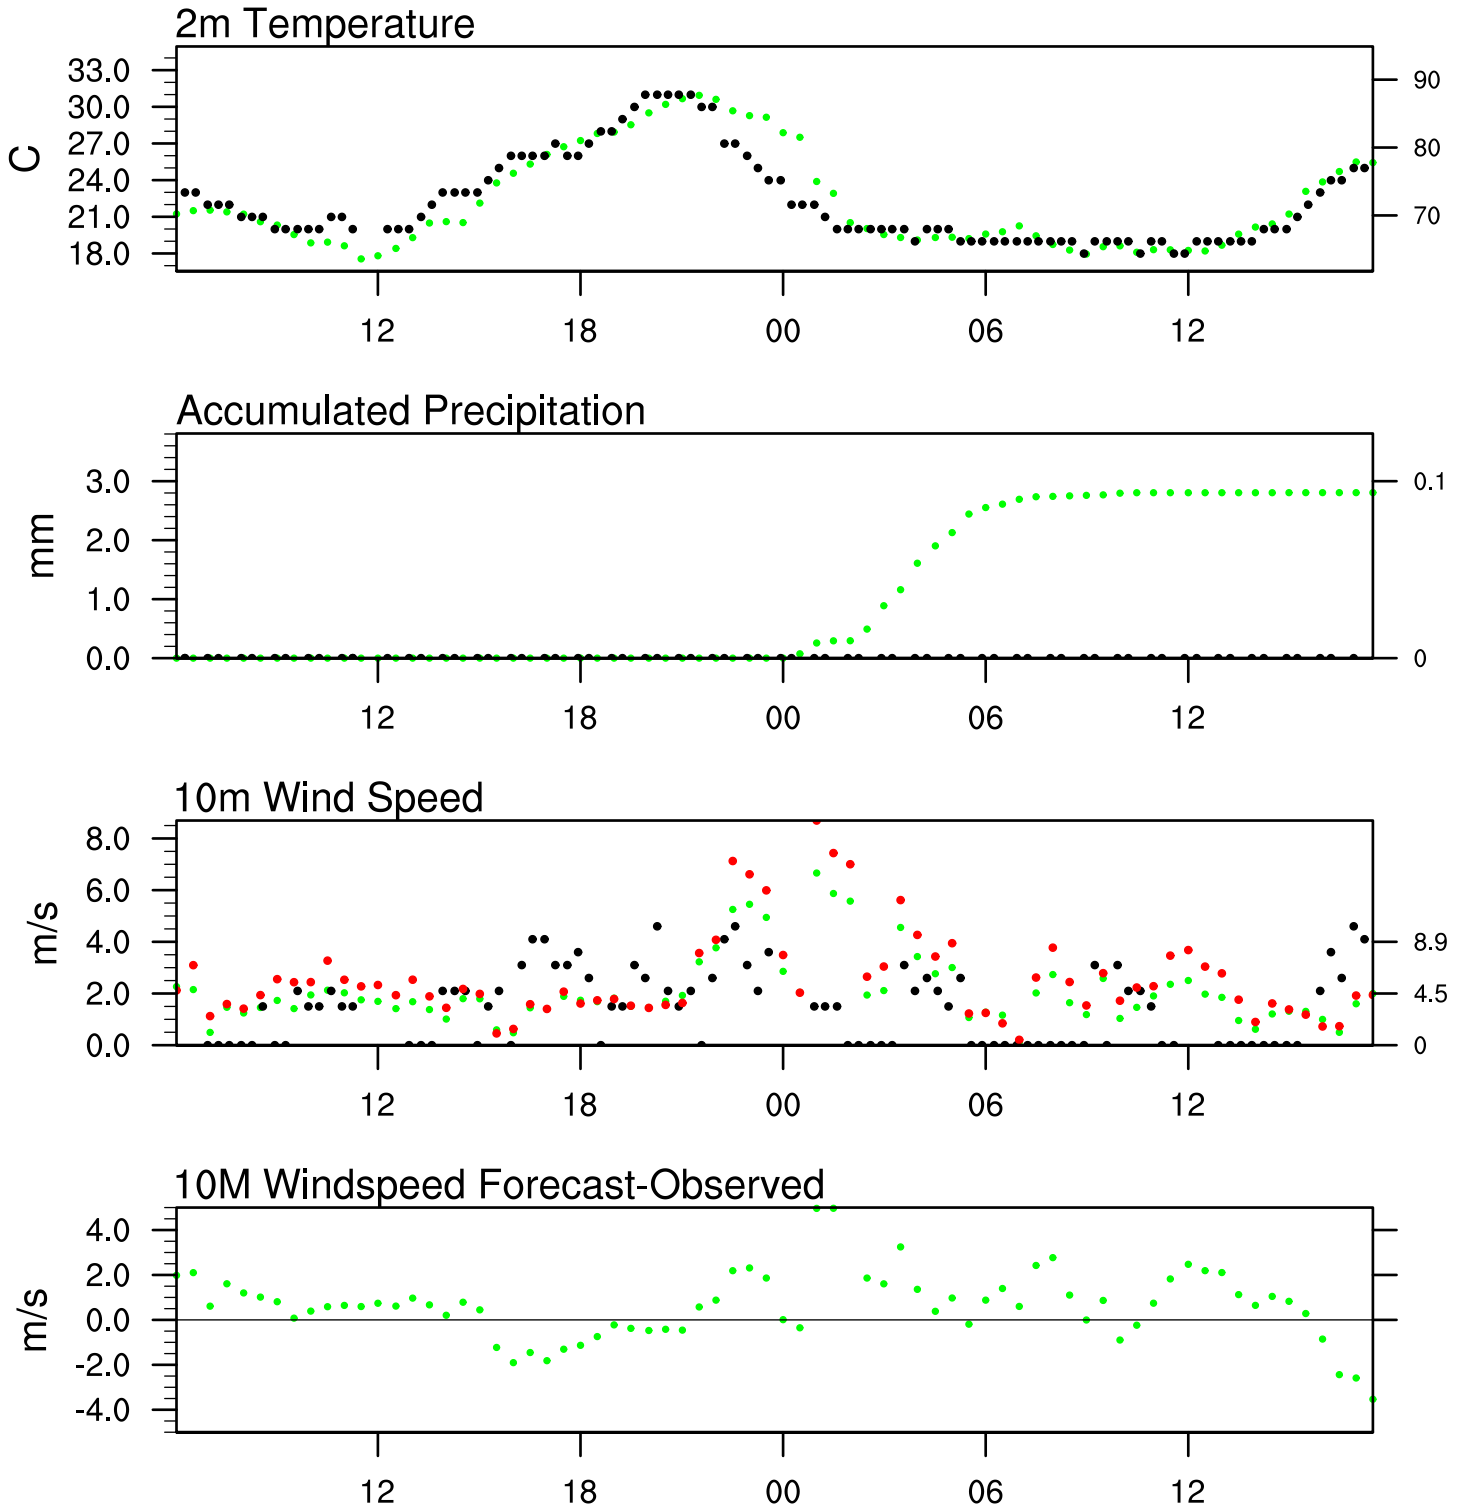 2m Temperature
33.0
30.0
27.0
24.0
21.0
18.0
C
90
80
70
12 18 00 06 12
Accumulated Precipitation
3.0
2.0
1.0
0.0
mm
0.1
0
12 18 00 06 12
10m Wind Speed
8.0
6.0
4.0
2.0
0.0
m/s
8.9
4.5
0
12 18 00 06 12
10M Windspeed Forecast-Observed
4.0
2.0
0.0
-2.0
-4.0
m/s
12 18 00 06 12